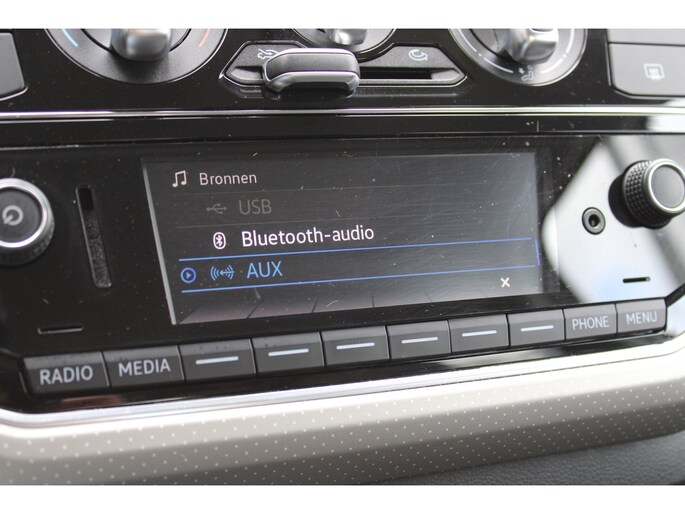 Bronnen
USB
Bluetooth-audio
AUX
RADIO
MEDIA
PHONE
MENU